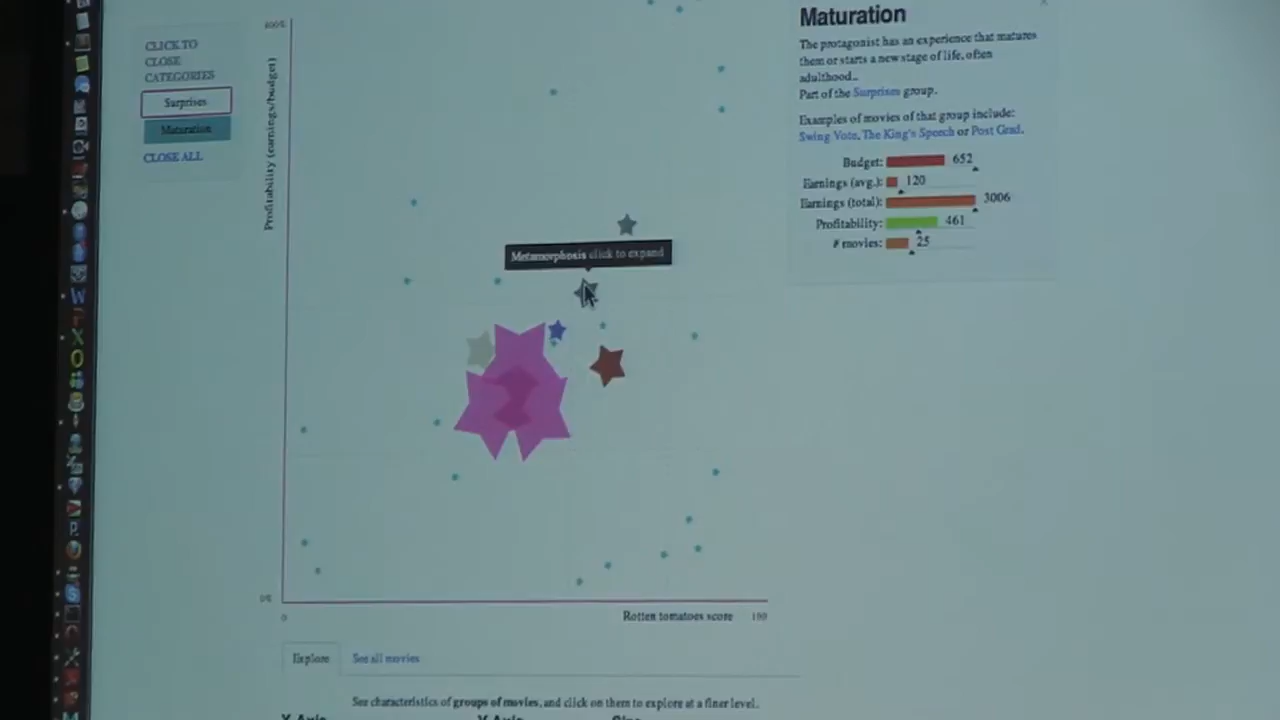 CLICK TO
CLOSE
CATEGORIES
Surprises
Maturation
CLOSE ALL
Profitability (earnings/budget)
0%
0
Rotten tomatoes score
100
Metamorphosis click to expand
Maturation
The protagonist has an experience that matures
them or starts a new stage of life, often
adulthood..
Part of the Surprises group.
Examples of movies of that group include:
Swing Vote, The King's Speech or Post Grad.
Budget: 652
Earnings (avg.): 120
Earnings (total): 3006
Profitability: 461
# movies: 25
Explore
See all movies
See characteristics of groups of movies, and click on them to explore at a finer level.